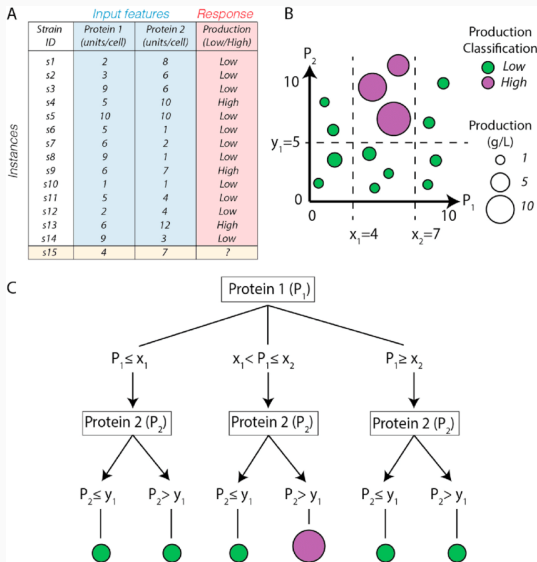 A
Input features Response
Strain ID Protein 1 (units/cell) Protein 2 (units/cell) Production (Low/High)
Instances
s1 2 8 Low
s2 3 6 Low
s3 9 6 Low
s4 5 10 High
s5 10 10 Low
s6 5 1 Low
s7 6 2 Low
s8 9 1 Low
s9 6 7 High
s10 1 1 Low
s11 5 4 Low
s12 2 4 Low
s13 6 12 High
s14 9 3 Low
s15 4 7 ?
B
P₂
10
y₁=5
0
0
10
P₁
x₁=4
x₂=7
Production
Classification
Low
High
Production
(g/L)
1
5
10
C
Protein 1 (P₁)
P₁≤ x₁ x₁< P₁≤ x₂ P₁≥ x₂
Protein 2 (P₂) Protein 2 (P₂) Protein 2 (P₂)
P₂≤ y₁ P₂> y₁ P₂≤ y₁ P₂> y₁ P₂≤ y₁ P₂> y₁